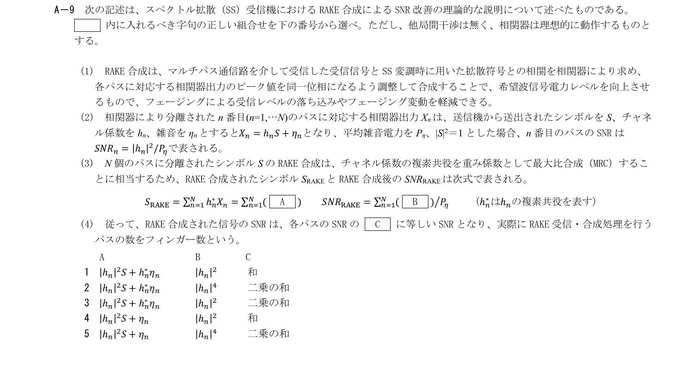 A－9 次の記述は、スペクトル拡散（SS）受信機における RAKE 合成による SNR 改善の理論的な説明について述べたものである。
内に入れるべき字句の正しい組合せを下の番号から選べ。ただし、他局間干渉は無く、相関器は理想的に動作するものと
する。
(1) RAKE 合成は、マルチパス通信路を介して受信した受信信号と SS 変調時に用いた拡散符号との相関を相関器により求め、
各パスに対応する相関器出力のピーク値を同一位相になるよう調整して合成することで、希望波信号電力レベルを向上させ
るもので、フェージングによる受信レベルの落ち込みやフェージング変動を軽減できる。
(2) 相関器により分離された n 番目(n=1,⋯N)のパスに対応する相関器出力 Xₙは、送信機から送出されたシンボルを S、チャネ
ル係数を hₙ、雑音を ηₙ とすると Xₙ = hₙS + ηₙ となり、平均雑音電力を P_η、|S|²＝1 とした場合、n 番目のパスの SNR は
SNRₙ = |hₙ|²/P_η で表される。
(3) N 個のパスに分離されたシンボル S の RAKE 合成は、チャネル係数の複素共役を重み係数として最大比合成（MRC）するこ
とに相当するため、RAKE 合成されたシンボル S_RAKE と RAKE 合成後の SNR_RAKE は次式で表される。
S_RAKE = ∑ᴺₙ₌₁ hₙ*Xₙ = ∑ᴺₙ₌₁( A ) SNR_RAKE = ∑ᴺₙ₌₁( B )/P_η (hₙ*はhₙの複素共役を表す)
(4) 従って、RAKE 合成された信号の SNR は、各パスの SNR の C に等しい SNR となり、実際に RAKE 受信・合成処理を行う
パスの数をフィンガー数という。
A B C
1 |hₙ|²S + hₙ*ηₙ |hₙ|² 和
2 |hₙ|²S + hₙ*ηₙ |hₙ|⁴ 二乗の和
3 |hₙ|²S + hₙ*ηₙ |hₙ|² 二乗の和
4 |hₙ|²S + ηₙ |hₙ|² 和
5 |hₙ|²S + ηₙ |hₙ|⁴ 二乗の和